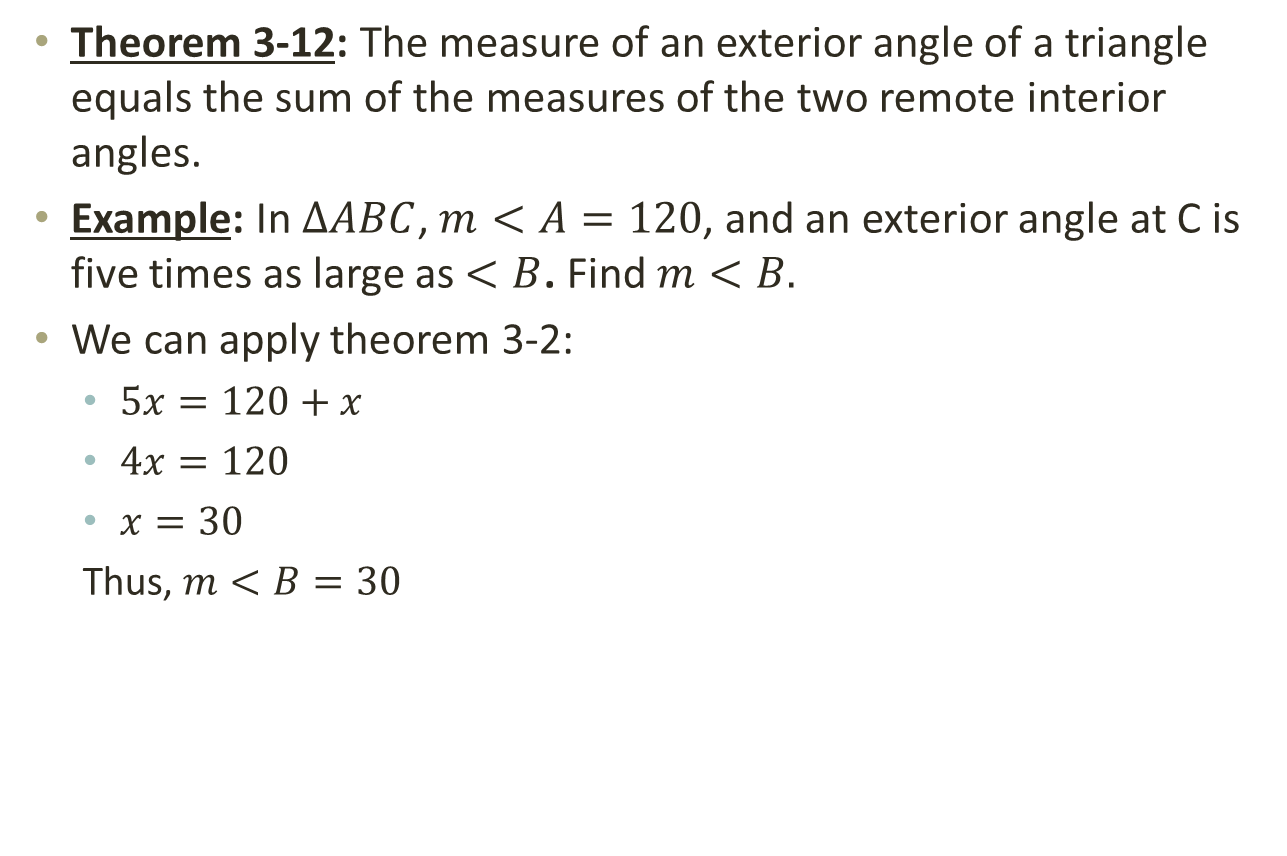 • Theorem 3-12: The measure of an exterior angle of a triangle
equals the sum of the measures of the two remote interior
angles.
• Example: In ΔABC, m < A = 120, and an exterior angle at C is
five times as large as < B. Find m < B.
• We can apply theorem 3-2:
• 5x = 120 + x
• 4x = 120
• x = 30
Thus, m < B = 30